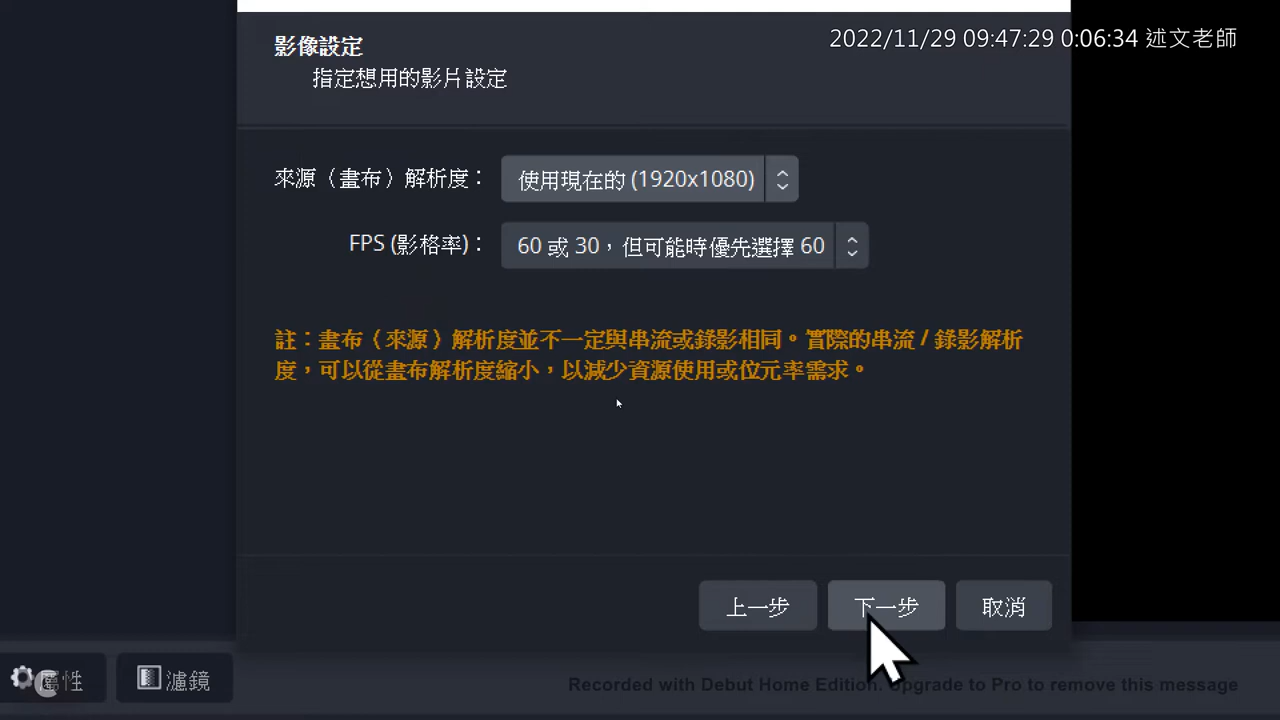 影像設定
2022/11/29 09:47:29 0:06:34 述文老師
指定想用的影片設定
來源（畫布）解析度： 使用現在的 (1920x1080)
FPS (影格率)： 60 或 30，但可能時優先選擇 60
註：畫布（來源）解析度並不一定與串流或錄影相同。實際的串流 / 錄影解析
度，可以從畫布解析度縮小，以減少資源使用或位元率需求。
上一步 下一步 取消
屬性 濾鏡
Recorded with Debut Home Edition. Upgrade to Pro to remove this message